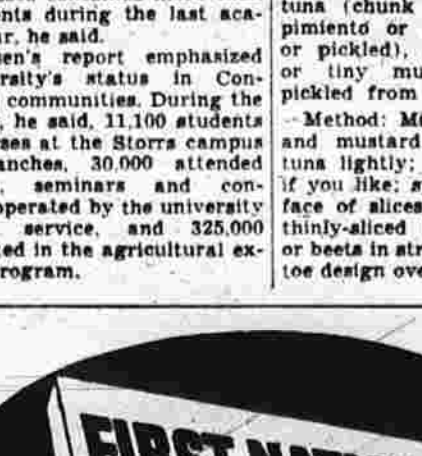 nts during the last aca-
r, he said.
en's report emphasized
rsity's status in Con-
communities. During the
, he said, 11,100 students
ses at the Storrs campus
anches, 30,000 attended
, seminars and con-
operated by the university
service, and 325,000
ed in the agricultural ex-
rogram.
tuna (chunk
pimiento or
or pickled),
or tiny mu
pickled from
Method: M
and mustard
tuna lightly;
if you like; s
face of slices
thinly-sliced
or beets in str
toe design ove
FIRST NATI